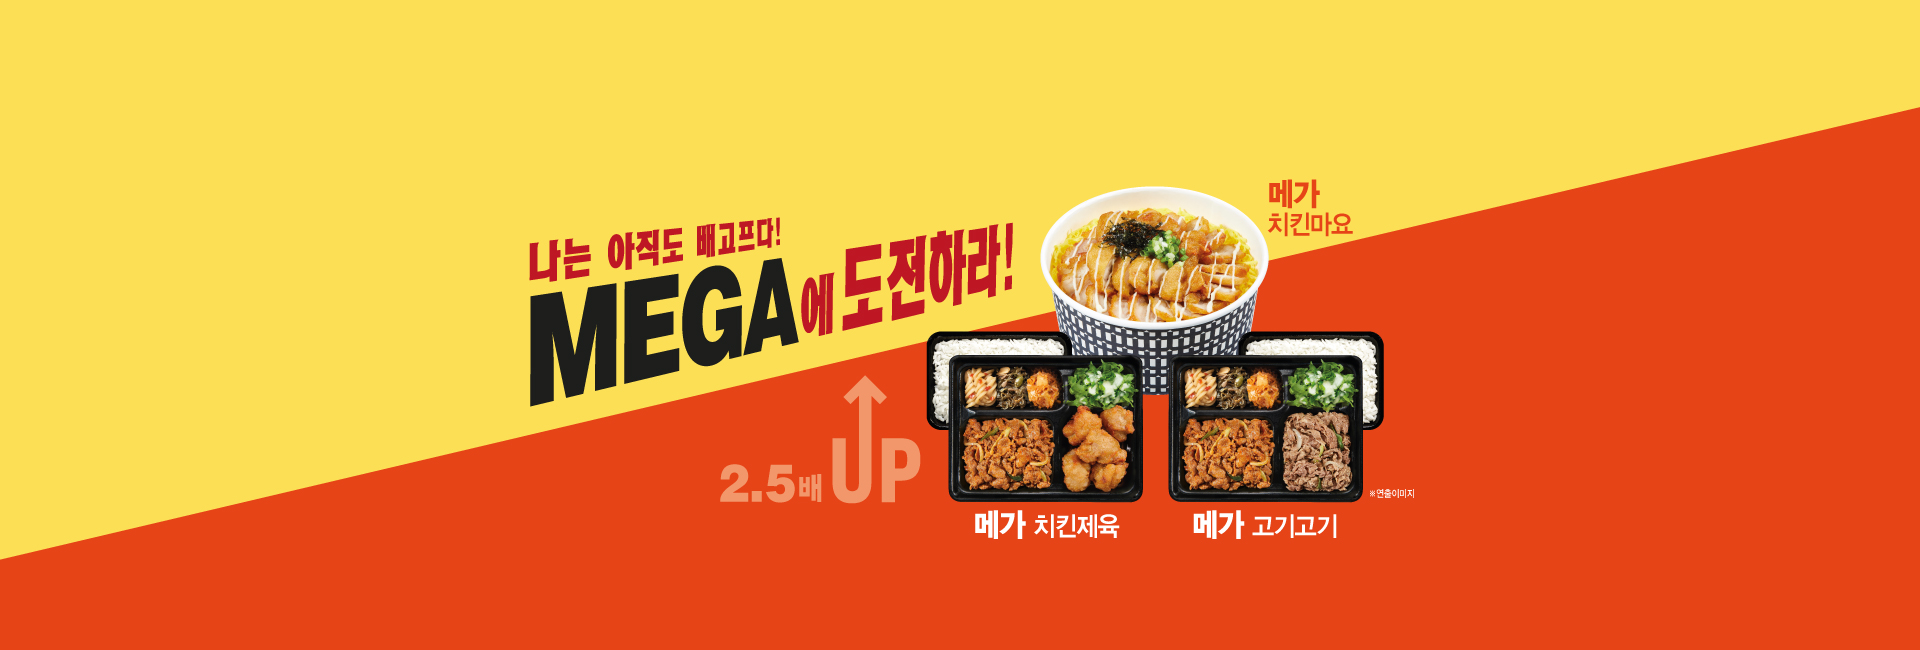 나는 아직도 배고프다!
MEGA에 도전하라!
메가
치킨마요
2.5배 UP
※연출이미지
메가 치킨제육
메가 고기고기